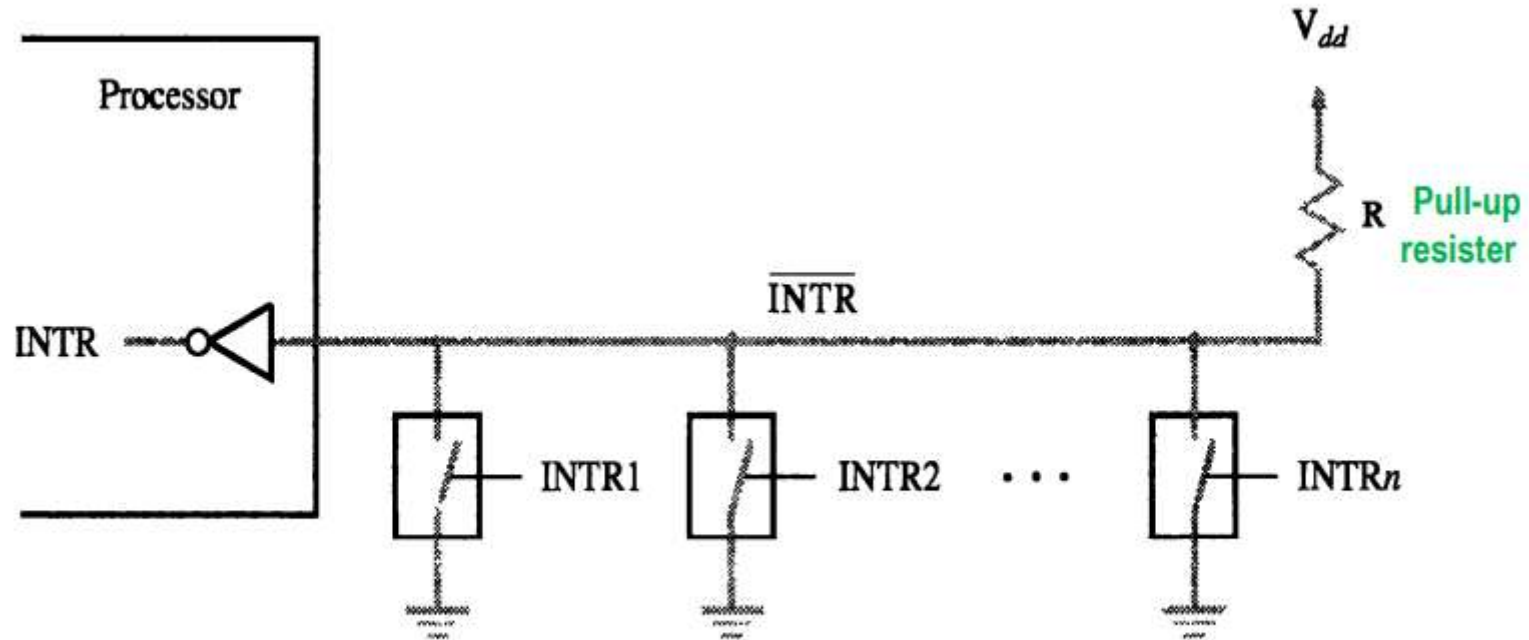 V_dd
Processor
R
Pull-up
resister
INTR
INTR
INTR1
INTR2
• • •
INTRn